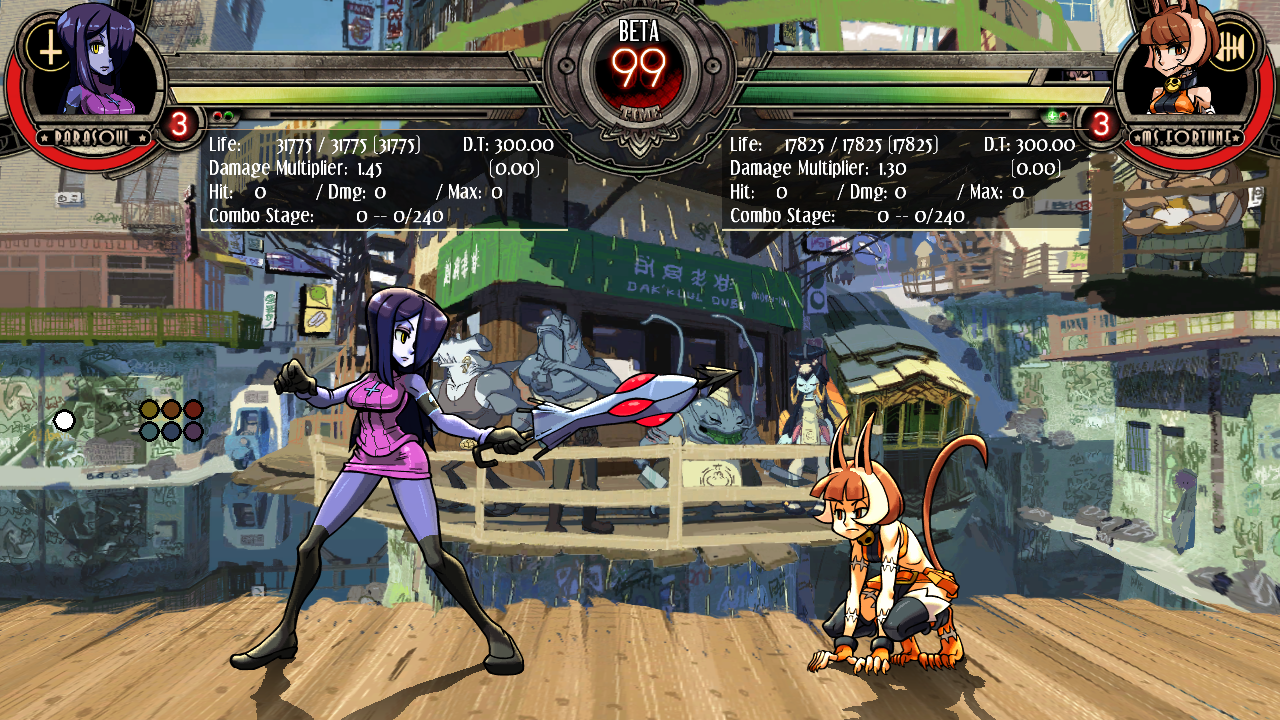 BETA
99
TIME
PARASOUL
3
MS. FORTUNE
3
Life: 31775 / 31775 (31775) D.T: 300.00
Damage Multiplier: 1.45 (0.00)
Hit: 0 / Dmg: 0 / Max: 0
Combo Stage: 0 -- 0/240
Life: 17825 / 17825 (17825) D.T: 300.00
Damage Multiplier: 1.30 (0.00)
Hit: 0 / Dmg: 0 / Max: 0
Combo Stage: 0 -- 0/240
DAK'KULL